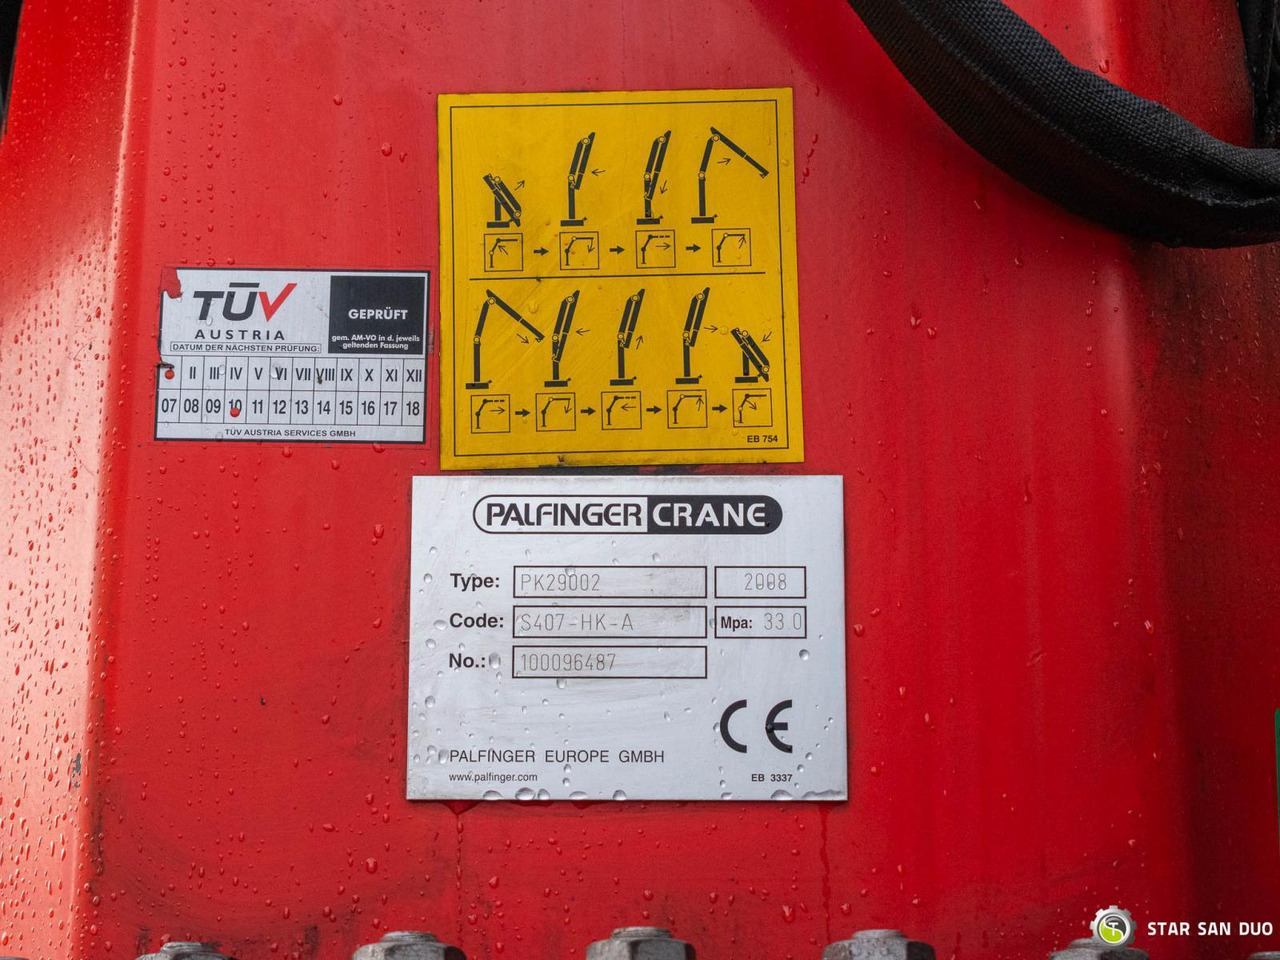 TÜV
AUSTRIA
GEPRÜFT
gem. AM-VO in d. jeweils
geltenden Fassung
DATUM DER NÄCHSTEN PRÜFUNG:
II III IV V VI VII VIII IX X XI XII
07 08 09 10 11 12 13 14 15 16 17 18
TÜV AUSTRIA SERVICES GMBH
EB 754
PALFINGER CRANE
Type: PK29002 2008
Code: S407-HK-A Mpa: 33.0
No.: 100096487
CE
PALFINGER EUROPE GMBH
www.palfinger.com
EB 3337
STAR SAN DUO